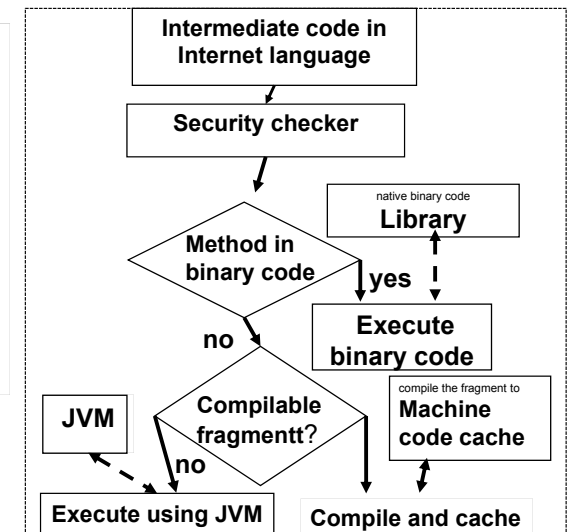 Intermediate code in
Internet language
Security checker
native binary code
Library
Method in
binary code
yes
Execute
binary code
no
compile the fragment to
Machine
code cache
Compilable
fragmentt?
JVM
no
Execute using JVM
Compile and cache